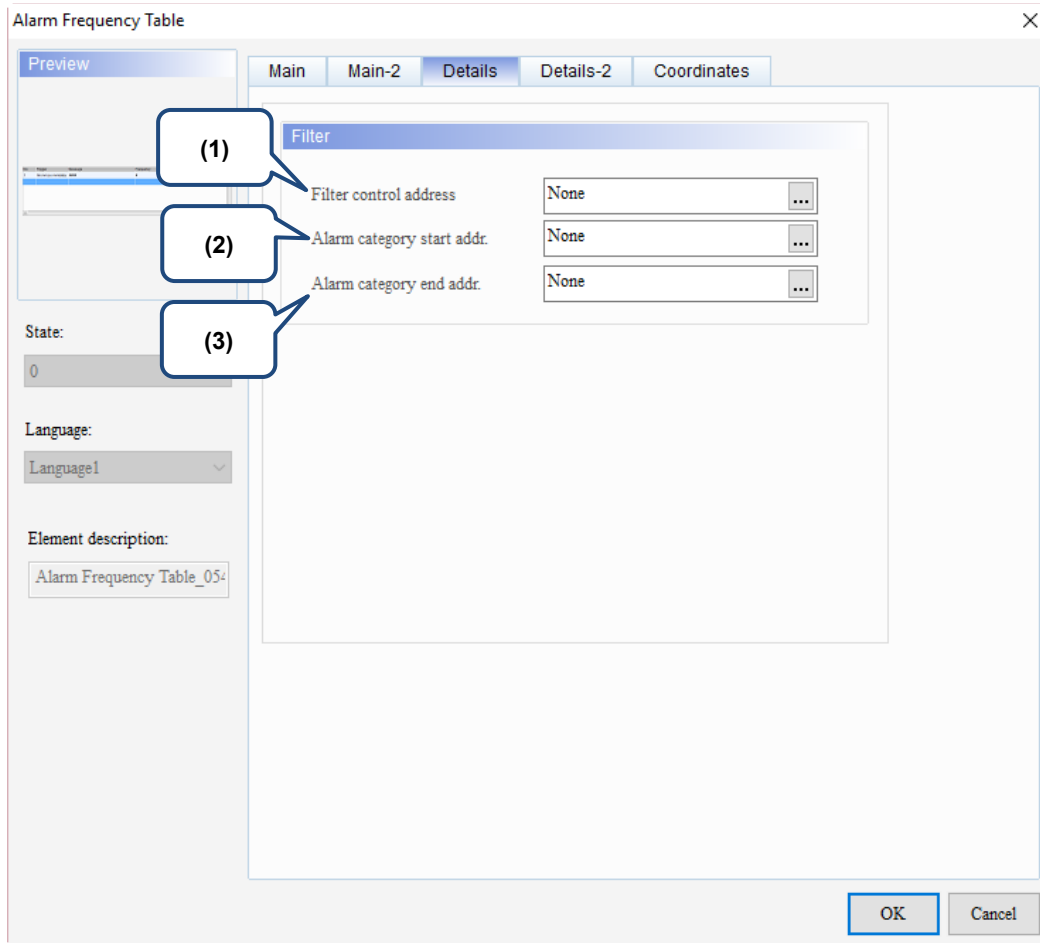 Alarm Frequency Table
Preview
Main Main-2 Details Details-2 Coordinates
Filter
(1)
Filter control address None ...
(2)
Alarm category start addr. None ...
Alarm category end addr. None ...
(3)
State:
0
Language:
Language1
Element description:
Alarm Frequency Table_054
OK Cancel